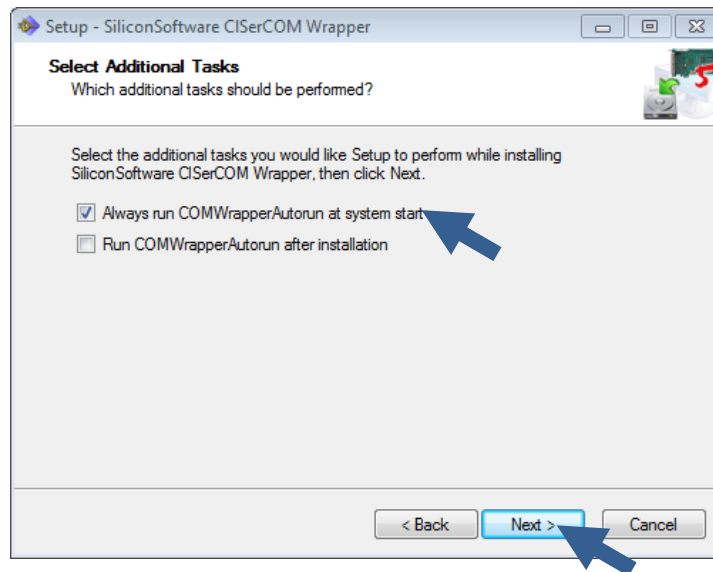 Setup - SiliconSoftware ClSerCOM Wrapper
Select Additional Tasks
Which additional tasks should be performed?
Select the additional tasks you would like Setup to perform while installing
SiliconSoftware ClSerCOM Wrapper, then click Next.
Always run COMWrapperAutorun at system start
Run COMWrapperAutorun after installation
< Back
Next >
Cancel